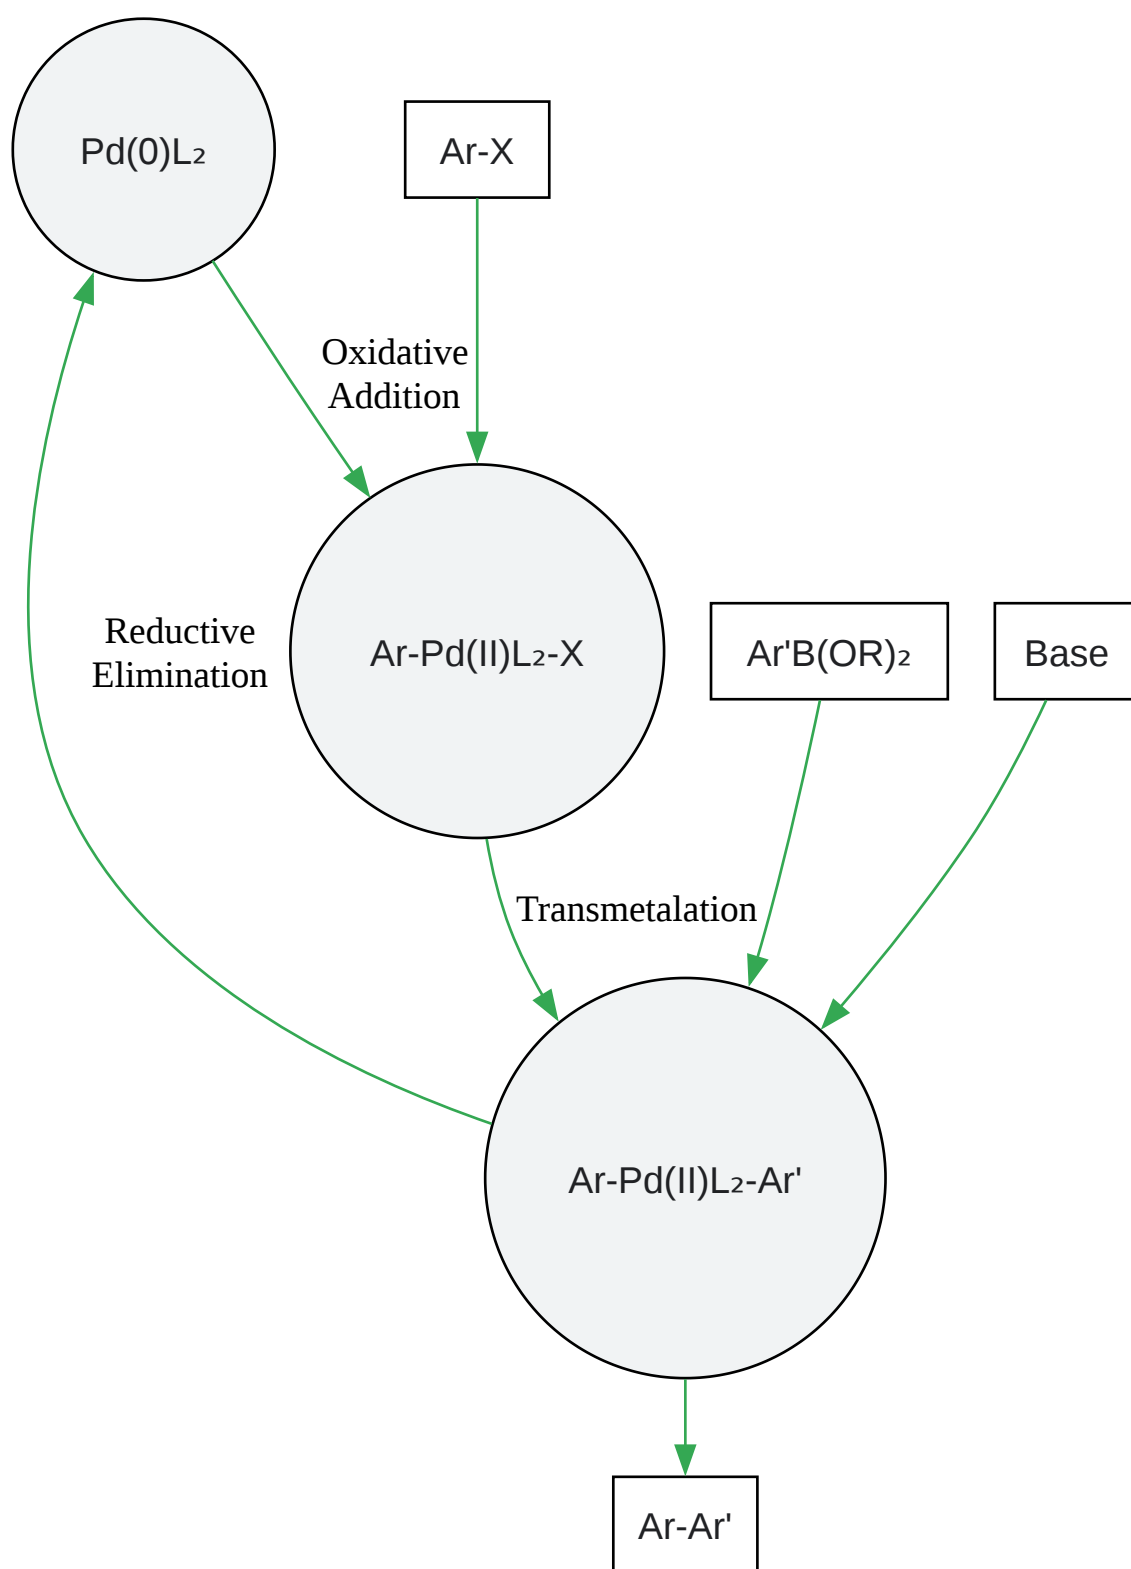 Pd(0)L₂
Ar-X
Oxidative
Addition
Reductive
Elimination
Ar-Pd(II)L₂-X
Ar'B(OR)₂
Base
Transmetalation
Ar-Pd(II)L₂-Ar'
Ar-Ar'